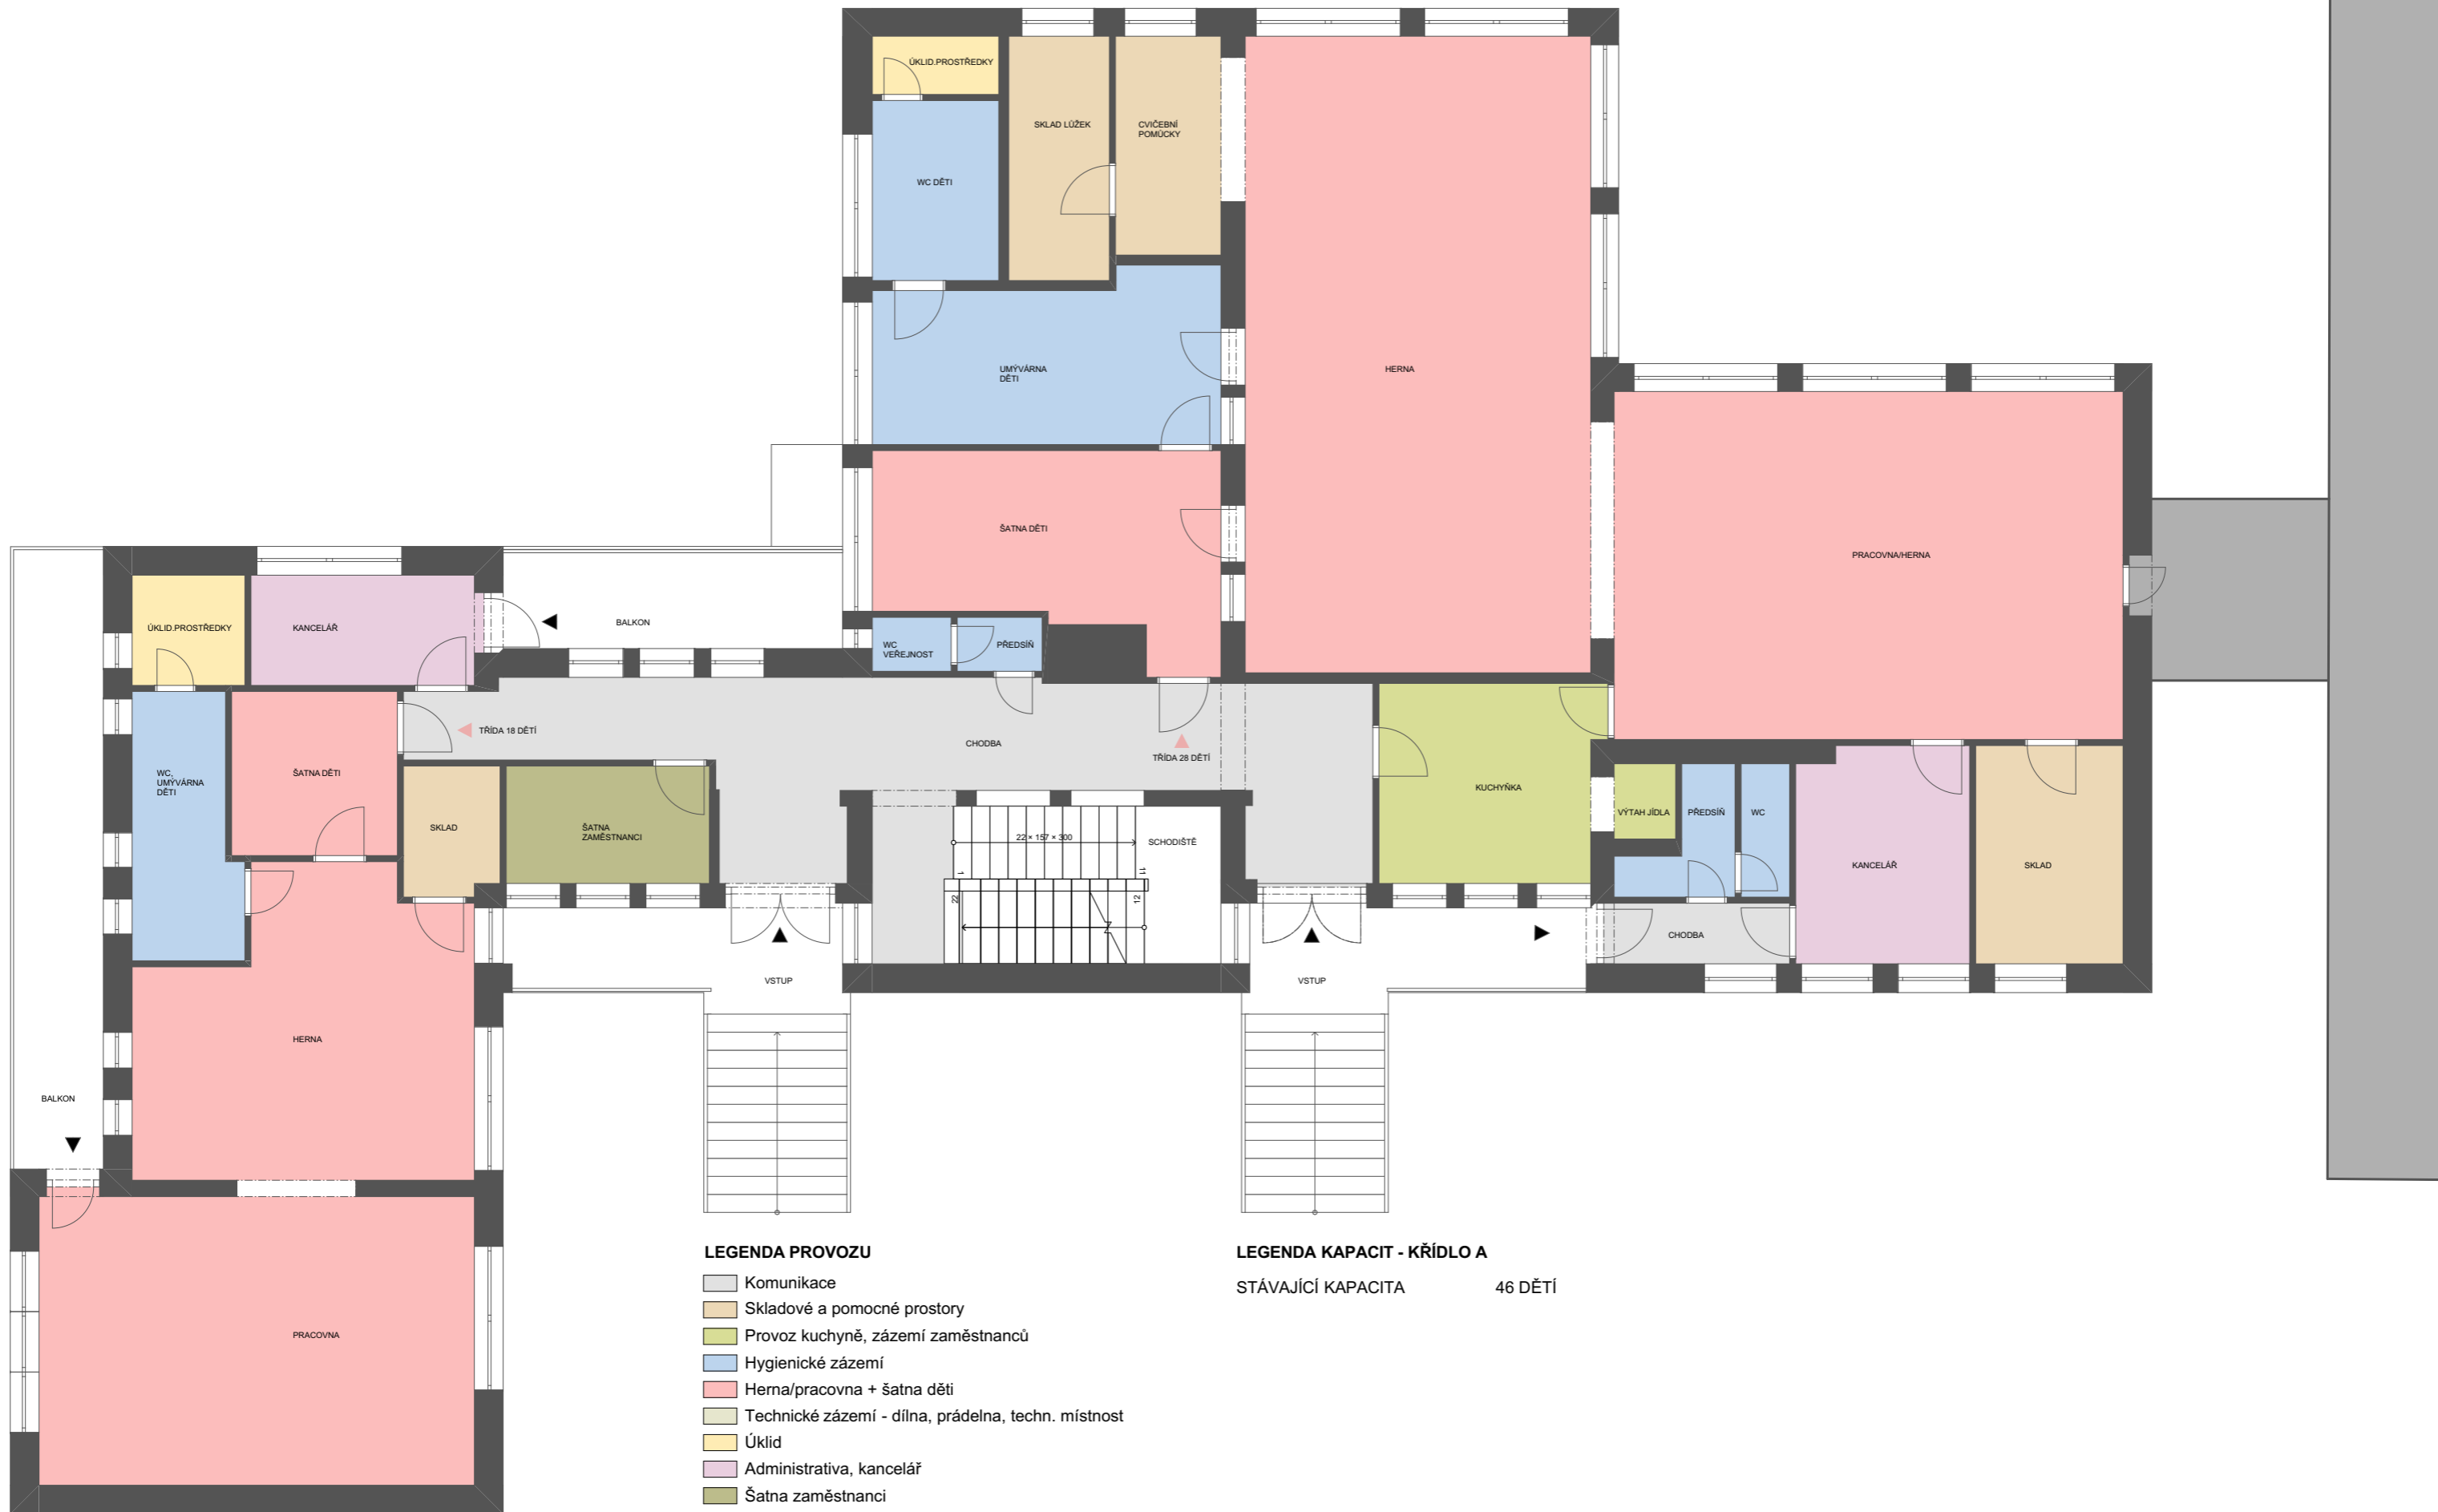 ÚKLID.PROSTŘEDKY
SKLAD LŮŽEK
CVIČEBNÍ
POMŮCKY
WC DĚTI
UMÝVÁRNA
DĚTI
HERNA
ŠATNA DĚTI
PRACOVNA/HERNA
ÚKLID.PROSTŘEDKY
KANCELÁŘ
BALKON
WC
VEŘEJNOST
PŘEDSÍŇ
TŘÍDA 18 DĚTÍ
CHODBA
TŘÍDA 28 DĚTÍ
WC,
UMÝVÁRNA
DĚTI
ŠATNA DĚTI
SKLAD
ŠATNA
ZAMĚSTNANCI
22 × 157 × 300
SCHODIŠTĚ
1
11
22
12
KUCHYŇKA
VÝTAH JÍDLA
PŘEDSÍŇ
WC
KANCELÁŘ
SKLAD
CHODBA
VSTUP
VSTUP
HERNA
BALKON
PRACOVNA
LEGENDA PROVOZU
Komunikace
Skladové a pomocné prostory
Provoz kuchyně, zázemí zaměstnanců
Hygienické zázemí
Herna/pracovna + šatna děti
Technické zázemí - dílna, prádelna, techn. místnost
Úklid
Administrativa, kancelář
Šatna zaměstnanci
LEGENDA KAPACIT - KŘÍDLO A
STÁVAJÍCÍ KAPACITA 46 DĚTÍ